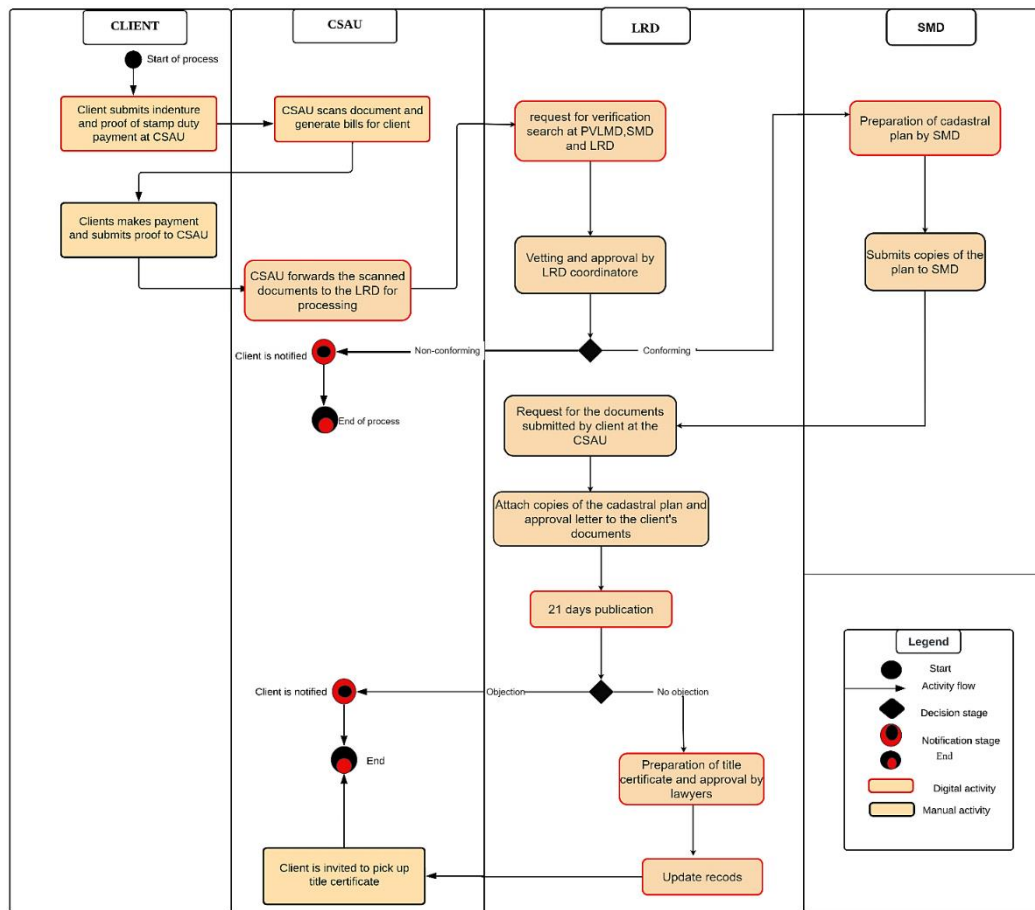 CLIENT
CSAU
LRD
SMD
Start of process
Client submits indenture
and proof of stamp duty
payment at CSAU
CSAU scans document and
generate bills for client
request for verification
search at PVLMD,SMD
and LRD
Preparation of cadastral
plan by SMD
Clients makes payment
and submits proof to CSAU
Vetting and approval by
LRD coordinatore
Submits copies of the
plan to SMD
CSAU forwards the scanned
documents to the LRD for
processing
Client is notified
Non-conforming
Conforming
End of process
Request for the documents
submitted by client at the
CSAU
Attach copies of the cadastral plan and
approval letter to the client's
documents
21 days publication
Client is notified
Objection
No objection
End
Preparation of title
certificate and approval by
lawyers
Client is invited to pick up
title certificate
Update recods
Legend
Start
Activity flow
Decision stage
Notification stage
End
Digital activity
Manual activity